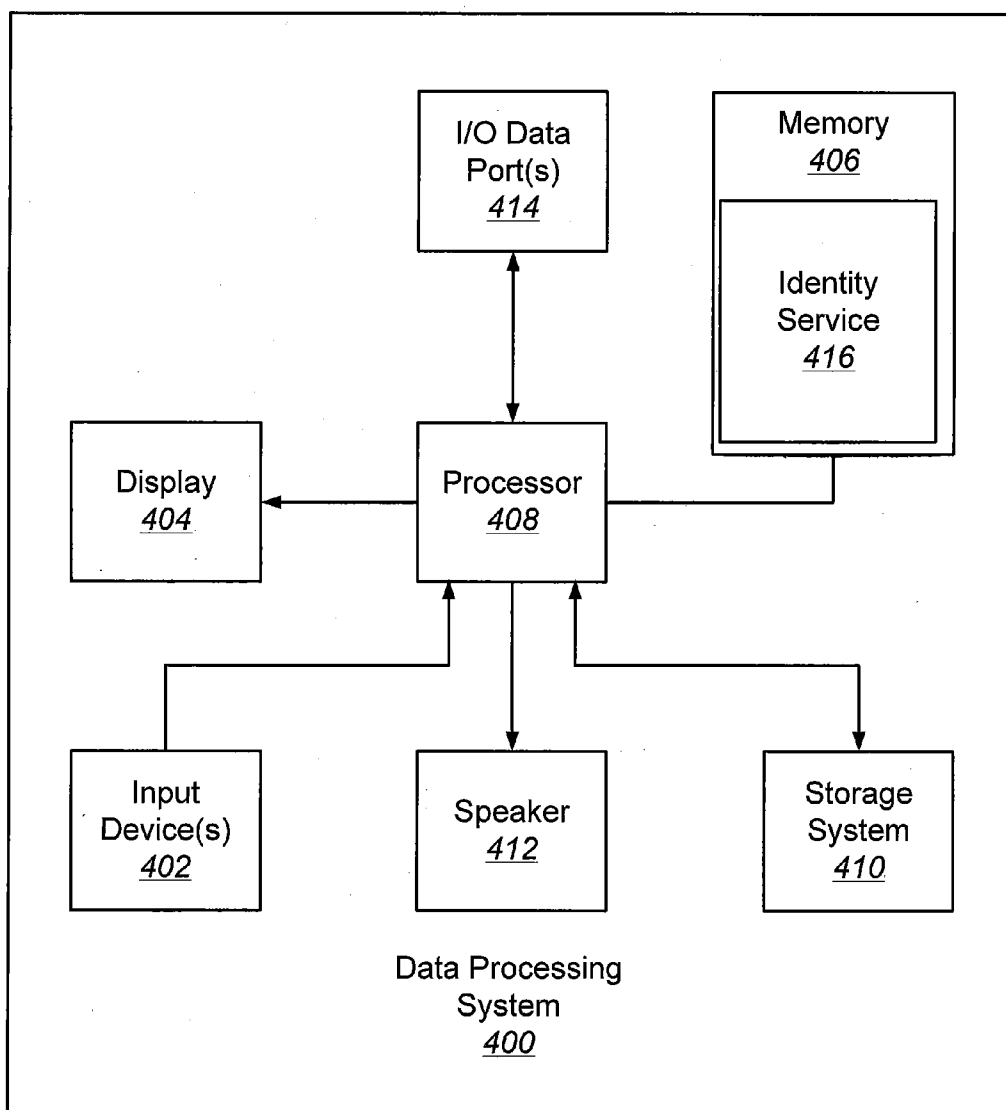 I/O Data
Port(s)
414
Memory
406
Identity
Service
416
Display
404
Processor
408
Input
Device(s)
402
Speaker
412
Storage
System
410
Data Processing
System
400